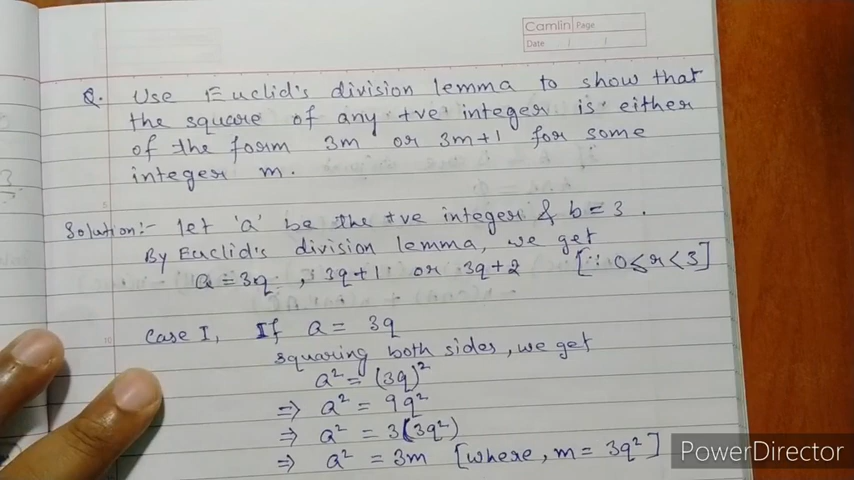 Camlin Page
Date / /
Q. Use Euclid's division lemma to show that
the square of any +ve integer is either
of the form 3m or 3m+1 for some
integer m.
Solution:- let 'a' be the +ve integer & b = 3.
By Euclid's division lemma, we get
a = 3q, 3q+1 or 3q+2 [∵ 0≤r<3]
Case I, If a = 3q
squaring both sides, we get
a² = (3q)²
⇒ a² = 9q²
⇒ a² = 3(3q²)
⇒ a² = 3m [where, m = 3q²]
PowerDirector